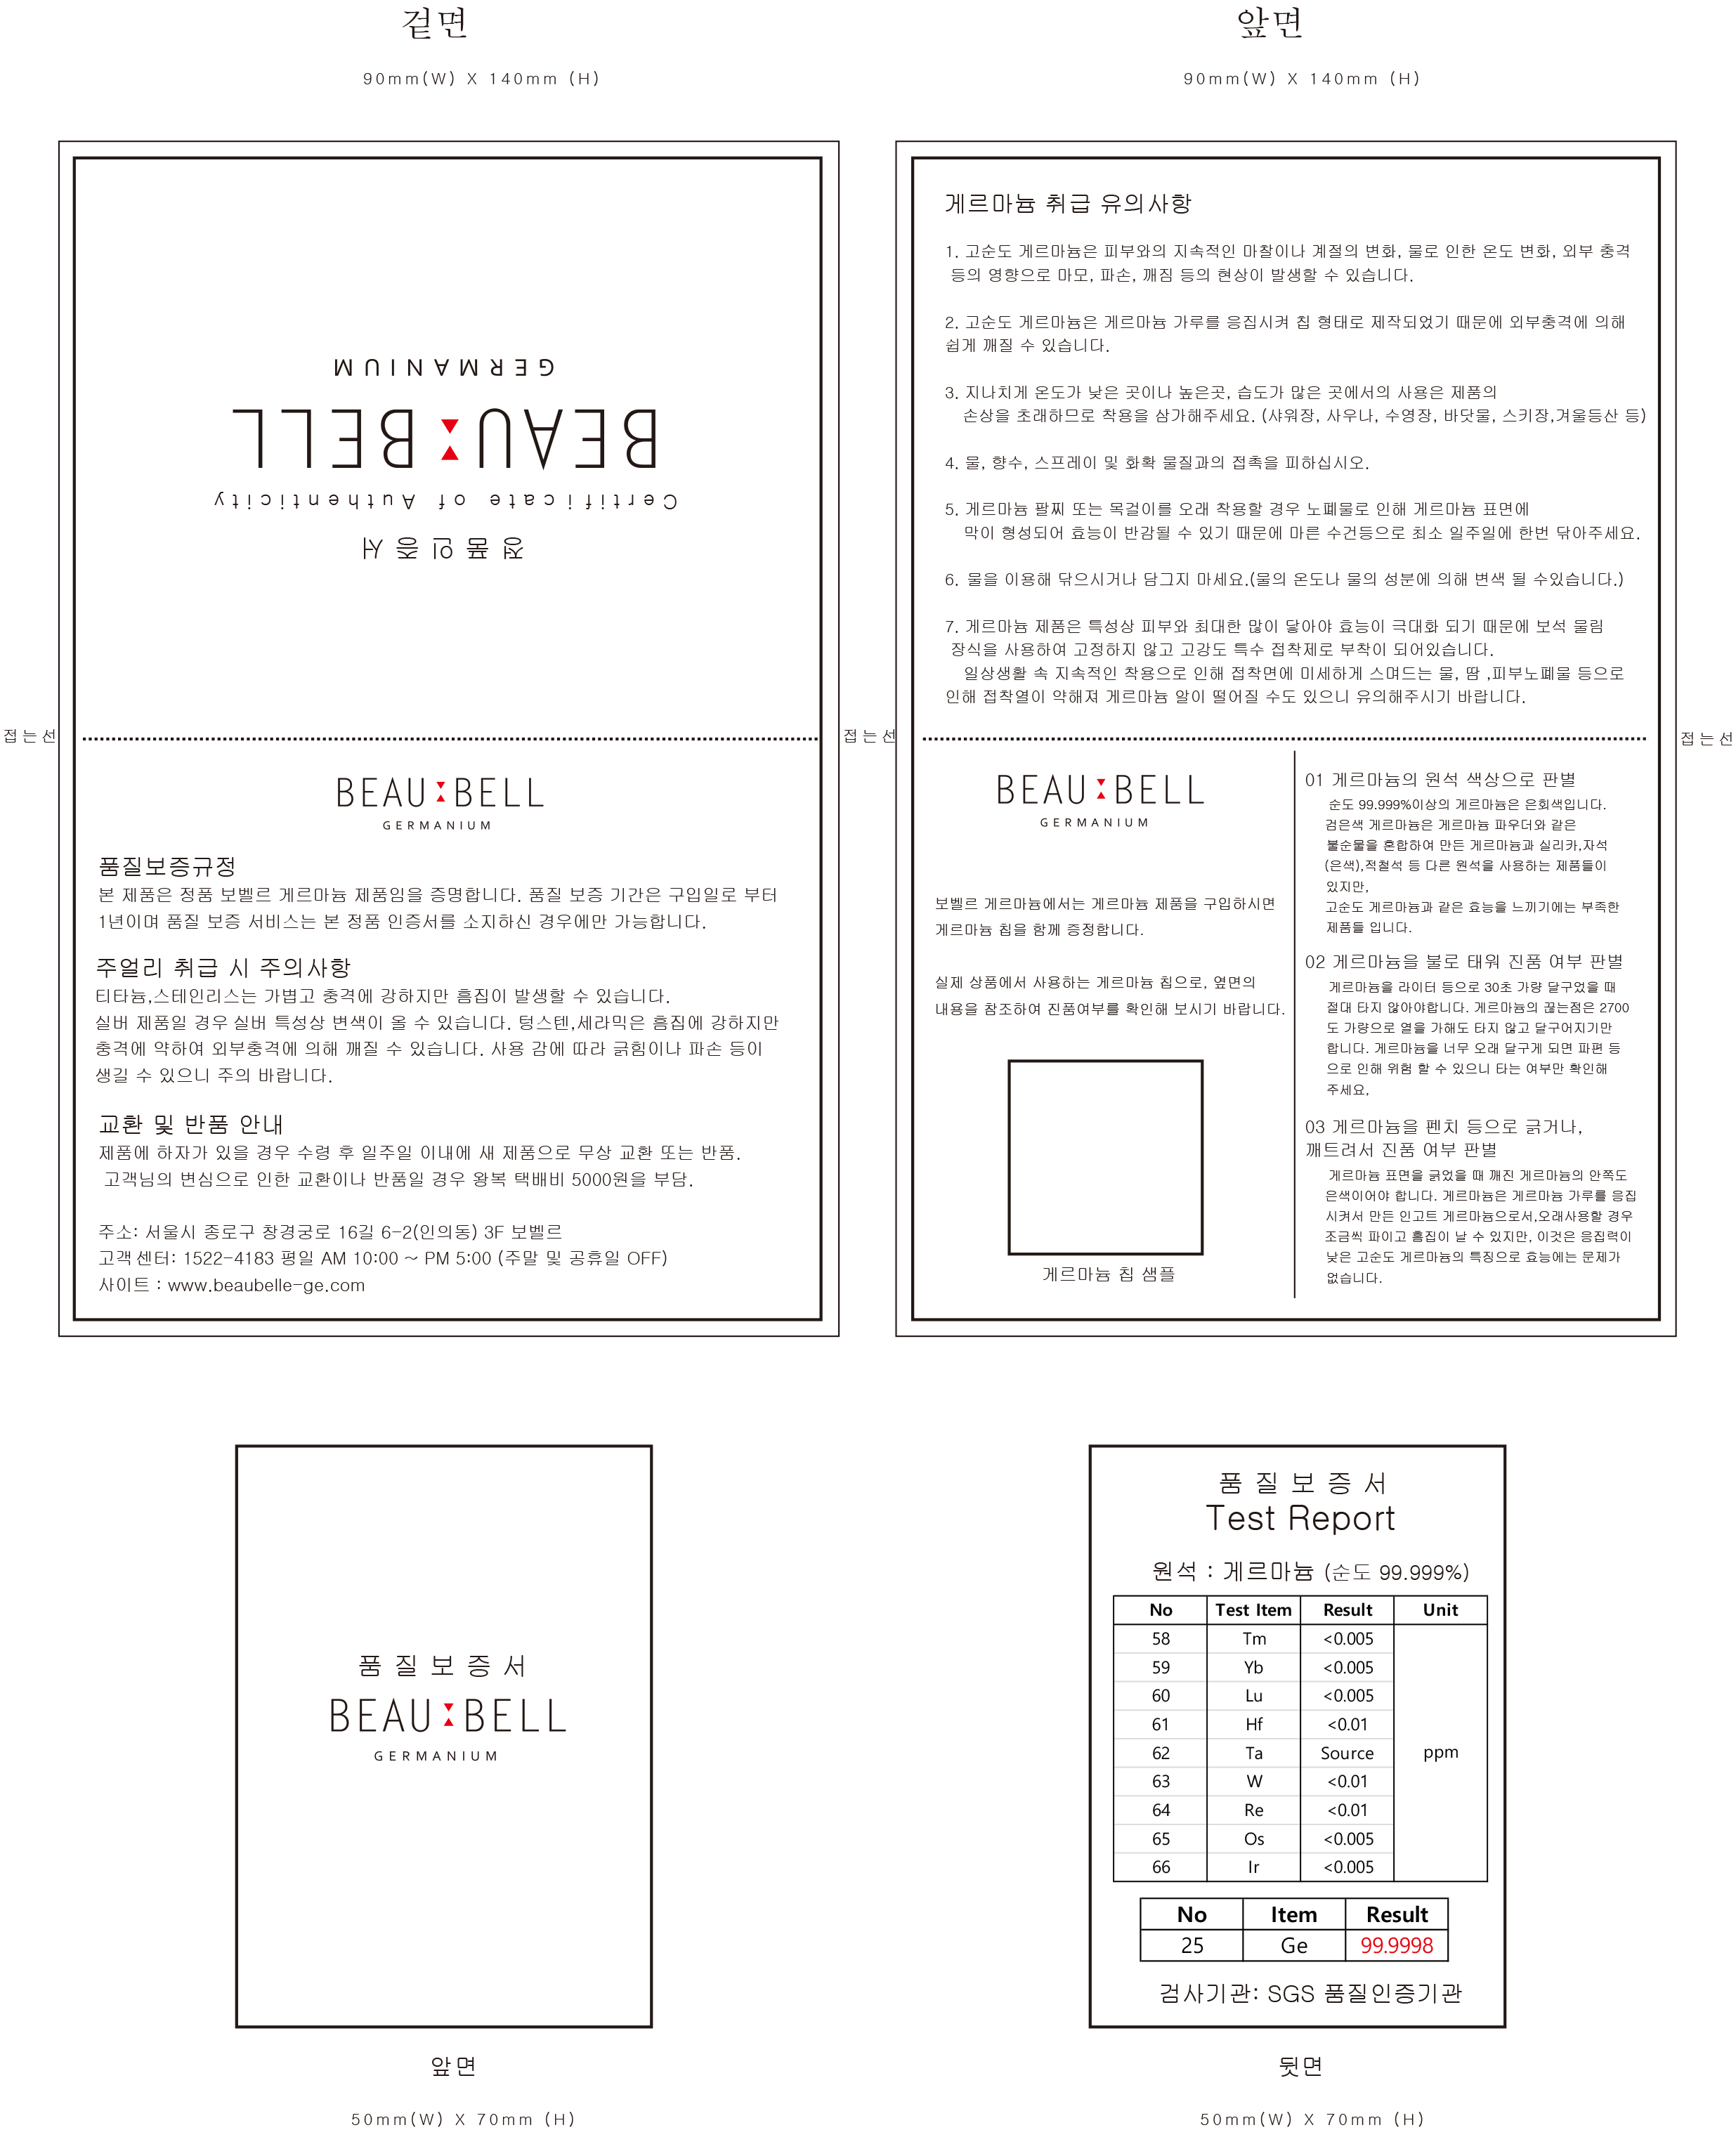 겉면
90mm(W) X 140mm (H)
GERMANIUM
BEAU BELL
Certificate of Authenticity
정품인증서
접는선
BEAU BELL
GERMANIUM
품질보증규정
본 제품은 정품 보벨르 게르마늄 제품임을 증명합니다. 품질 보증 기간은 구입일로 부터
1년이며 품질 보증 서비스는 본 정품 인증서를 소지하신 경우에만 가능합니다.
주얼리 취급 시 주의사항
티타늄,스테인리스는 가볍고 충격에 강하지만 흠집이 발생할 수 있습니다.
실버 제품일 경우 실버 특성상 변색이 올 수 있습니다. 텅스텐,세라믹은 흠집에 강하지만
충격에 약하여 외부충격에 의해 깨질 수 있습니다. 사용 감에 따라 긁힘이나 파손 등이
생길 수 있으니 주의 바랍니다.
교환 및 반품 안내
제품에 하자가 있을 경우 수령 후 일주일 이내에 새 제품으로 무상 교환 또는 반품.
고객님의 변심으로 인한 교환이나 반품일 경우 왕복 택배비 5000원을 부담.
주소: 서울시 종로구 창경궁로 16길 6-2(인의동) 3F 보벨르
고객센터: 1522-4183 평일 AM 10:00 ~ PM 5:00 (주말 및 공휴일 OFF)
사이트 : www.beaubelle-ge.com
앞면
90mm(W) X 140mm (H)
게르마늄 취급 유의사항
1. 고순도 게르마늄은 피부와의 지속적인 마찰이나 계절의 변화, 물로 인한 온도 변화, 외부 충격
등의 영향으로 마모, 파손, 깨짐 등의 현상이 발생할 수 있습니다.
2. 고순도 게르마늄은 게르마늄 가루를 응집시켜 칩 형태로 제작되었기 때문에 외부충격에 의해
쉽게 깨질 수 있습니다.
3. 지나치게 온도가 낮은 곳이나 높은곳, 습도가 많은 곳에서의 사용은 제품의
손상을 초래하므로 착용을 삼가해주세요. (샤워장, 사우나, 수영장, 바닷물, 스키장,겨울등산 등)
4. 물, 향수, 스프레이 및 화확 물질과의 접촉을 피하십시오.
5. 게르마늄 팔찌 또는 목걸이를 오래 착용할 경우 노폐물로 인해 게르마늄 표면에
막이 형성되어 효능이 반감될 수 있기 때문에 마른 수건등으로 최소 일주일에 한번 닦아주세요.
6. 물을 이용해 닦으시거나 담그지 마세요.(물의 온도나 물의 성분에 의해 변색 될 수있습니다.)
7. 게르마늄 제품은 특성상 피부와 최대한 많이 닿아야 효능이 극대화 되기 때문에 보석 물림
장식을 사용하여 고정하지 않고 고강도 특수 접착제로 부착이 되어있습니다.
일상생활 속 지속적인 착용으로 인해 접착면에 미세하게 스며드는 물, 땀 ,피부노폐물 등으로
인해 접착열이 약해져 게르마늄 알이 떨어질 수도 있으니 유의해주시기 바랍니다.
접는선
접는선
BEAU BELL
GERMANIUM
보벨르 게르마늄에서는 게르마늄 제품을 구입하시면
게르마늄 칩을 함께 증정합니다.
실제 상품에서 사용하는 게르마늄 칩으로, 옆면의
내용을 참조하여 진품여부를 확인해 보시기 바랍니다.
게르마늄 칩 샘플
01 게르마늄의 원석 색상으로 판별
순도 99.999%이상의 게르마늄은 은회색입니다.
검은색 게르마늄은 게르마늄 파우더와 같은
불순물을 혼합하여 만든 게르마늄과 실리카,자석
(은색),적철석 등 다른 원석을 사용하는 제품들이
있지만,
고순도 게르마늄과 같은 효능을 느끼기에는 부족한
제품들 입니다.
02 게르마늄을 불로 태워 진품 여부 판별
게르마늄을 라이터 등으로 30초 가량 달구었을 때
절대 타지 않아야합니다. 게르마늄의 끊는점은 2700
도 가량으로 열을 가해도 타지 않고 달구어지기만
합니다. 게르마늄을 너무 오래 달구게 되면 파편 등
으로 인해 위험 할 수 있으니 타는 여부만 확인해
주세요,
03 게르마늄을 펜치 등으로 긁거나,
깨트려서 진품 여부 판별
게르마늄 표면을 긁었을 때 깨진 게르마늄의 안쪽도
은색이어야 합니다. 게르마늄은 게르마늄 가루를 응집
시켜서 만든 인고트 게르마늄으로서,오래사용할 경우
조금씩 파이고 흠집이 날 수 있지만, 이것은 응집력이
낮은 고순도 게르마늄의 특징으로 효능에는 문제가
없습니다.
품질보증서
BEAU BELL
GERMANIUM
앞면
50mm(W) X 70mm (H)
품질보증서
Test Report
원석 : 게르마늄 (순도 99.999%)
No Test Item Result Unit
58 Tm <0.005
59 Yb <0.005
60 Lu <0.005
61 Hf <0.01
62 Ta Source ppm
63 W <0.01
64 Re <0.01
65 Os <0.005
66 Ir <0.005
No Item Result
25 Ge 99.9998
검사기관: SGS 품질인증기관
뒷면
50mm(W) X 70mm (H)